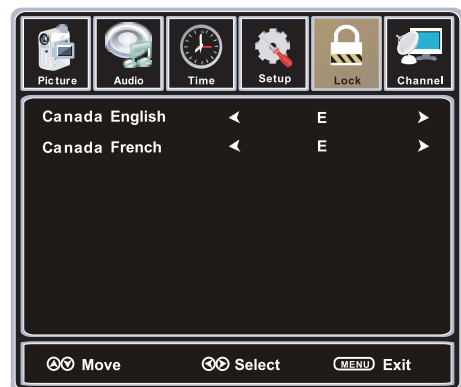 Picture Audio Time Setup Lock Channel
Canada English E
Canada French E
Move Select MENU Exit